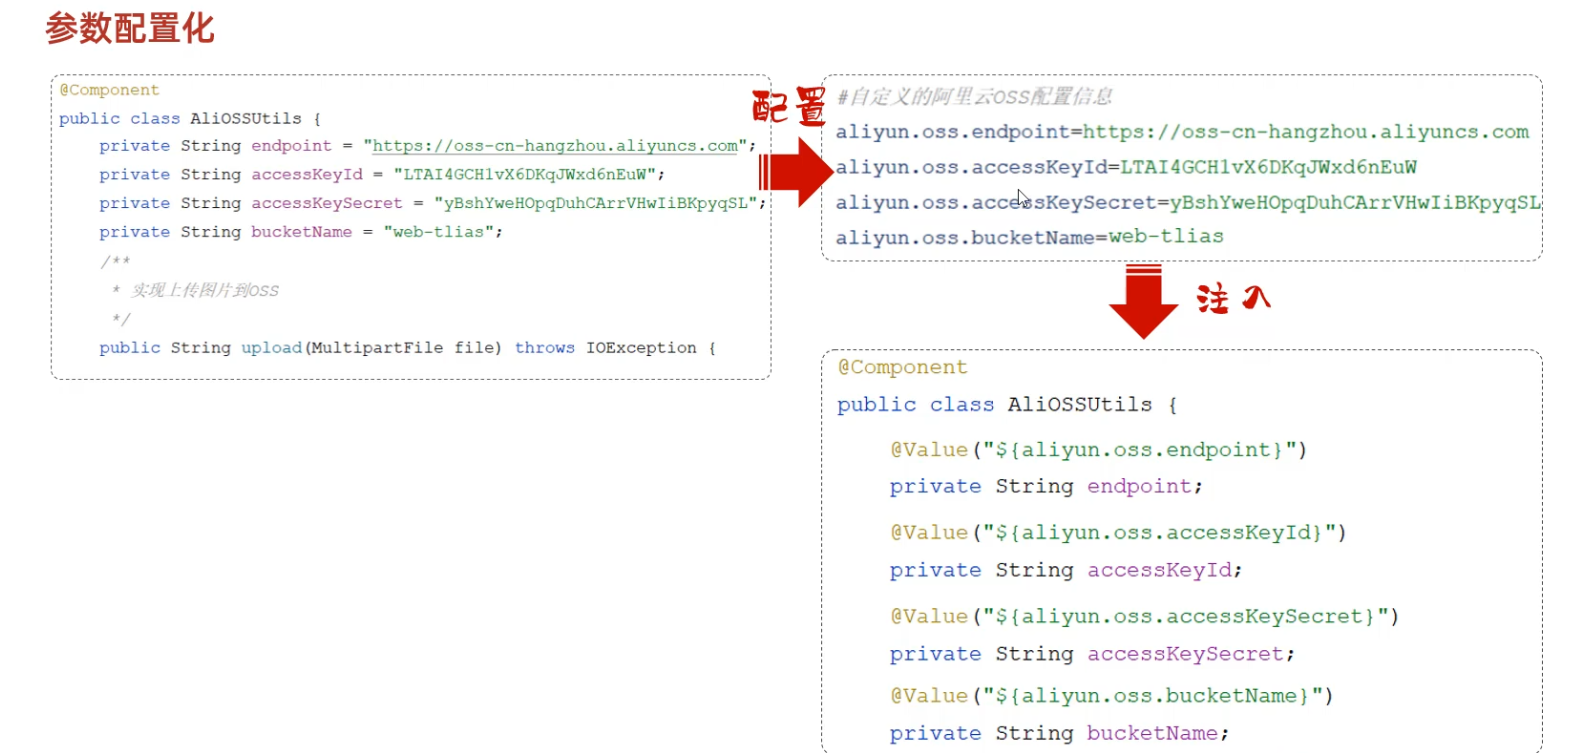 参数配置化
@Component
public class AliOSSUtils {
private String endpoint = "https://oss-cn-hangzhou.aliyuncs.com";
private String accessKeyId = "LTAI4GCH1vX6DKqJWxd6nEuW";
private String accessKeySecret = "yBshYweHOpqDuhCArrVHwIiBKpyqSL";
private String bucketName = "web-tlias";
/**
* 实现上传图片到OSS
*/
public String upload(MultipartFile file) throws IOException {
配置
#自定义的阿里云OSS配置信息
aliyun.oss.endpoint=https://oss-cn-hangzhou.aliyuncs.com
aliyun.oss.accessKeyId=LTAI4GCH1vX6DKqJWxd6nEuW
aliyun.oss.accessKeySecret=yBshYweHOpqDuhCArrVHwIiBKpyqSL
aliyun.oss.bucketName=web-tlias
注入
@Component
public class AliOSSUtils {
@Value("${aliyun.oss.endpoint}")
private String endpoint;
@Value("${aliyun.oss.accessKeyId}")
private String accessKeyId;
@Value("${aliyun.oss.accessKeySecret}")
private String accessKeySecret;
@Value("${aliyun.oss.bucketName}")
private String bucketName;